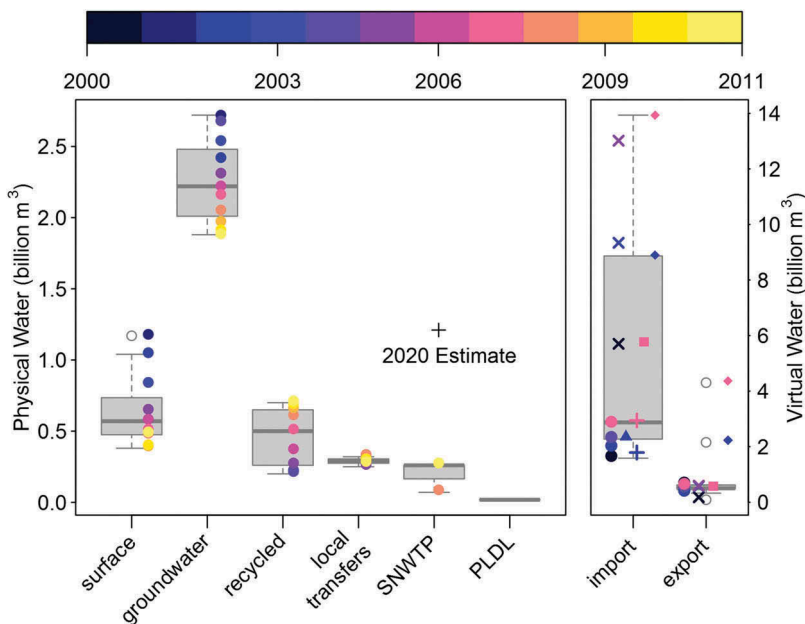 2000 2003 2006 2009 2011
Physical Water (billion m³)
2.5
2.0
1.5
1.0
0.5
0.0
2020 Estimate
14
12
10
8
6
4
2
0
Virtual Water (billion m³)
surface
groundwater
recycled
local
transfers
SNWTP
PLDL
import
export